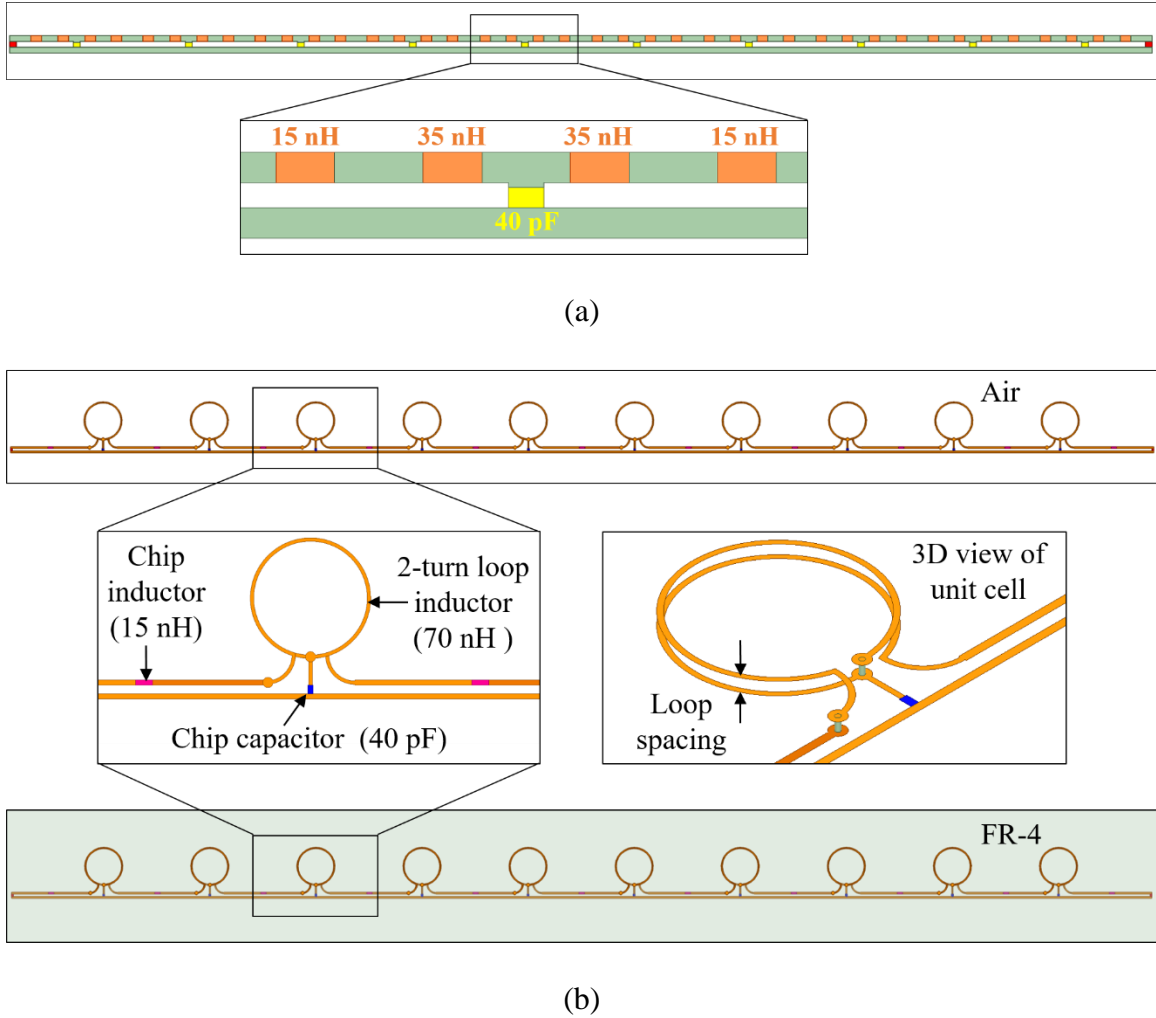 15 nH 35 nH 35 nH 15 nH
40 pF
(a)
Air
Chip
inductor
(15 nH)
2-turn loop
inductor
(70 nH )
Chip capacitor (40 pF)
3D view of
unit cell
Loop
spacing
FR-4
(b)